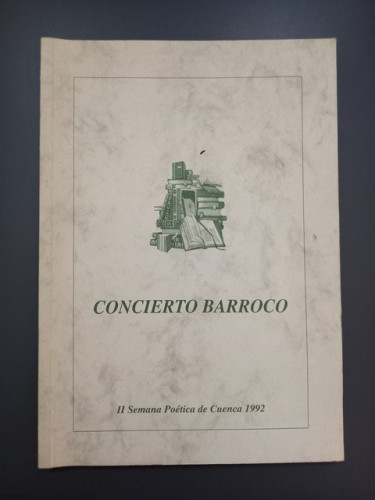 CONCIERTO BARROCO
II Semana Poética de Cuenca 1992